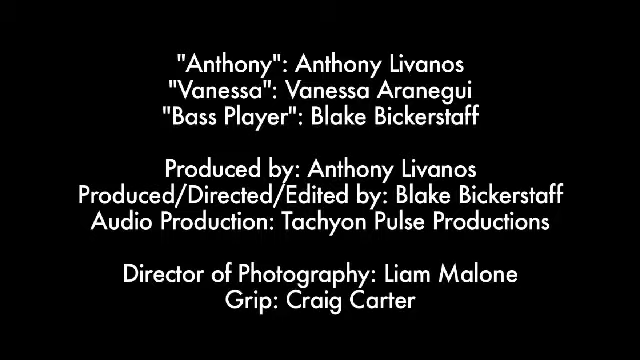 "Anthony": Anthony Livanos
"Vanessa": Vanessa Aranegui
"Bass Player": Blake Bickerstaff
Produced by: Anthony Livanos
Produced/Directed/Edited by: Blake Bickerstaff
Audio Production: Tachyon Pulse Productions
Director of Photography: Liam Malone
Grip: Craig Carter